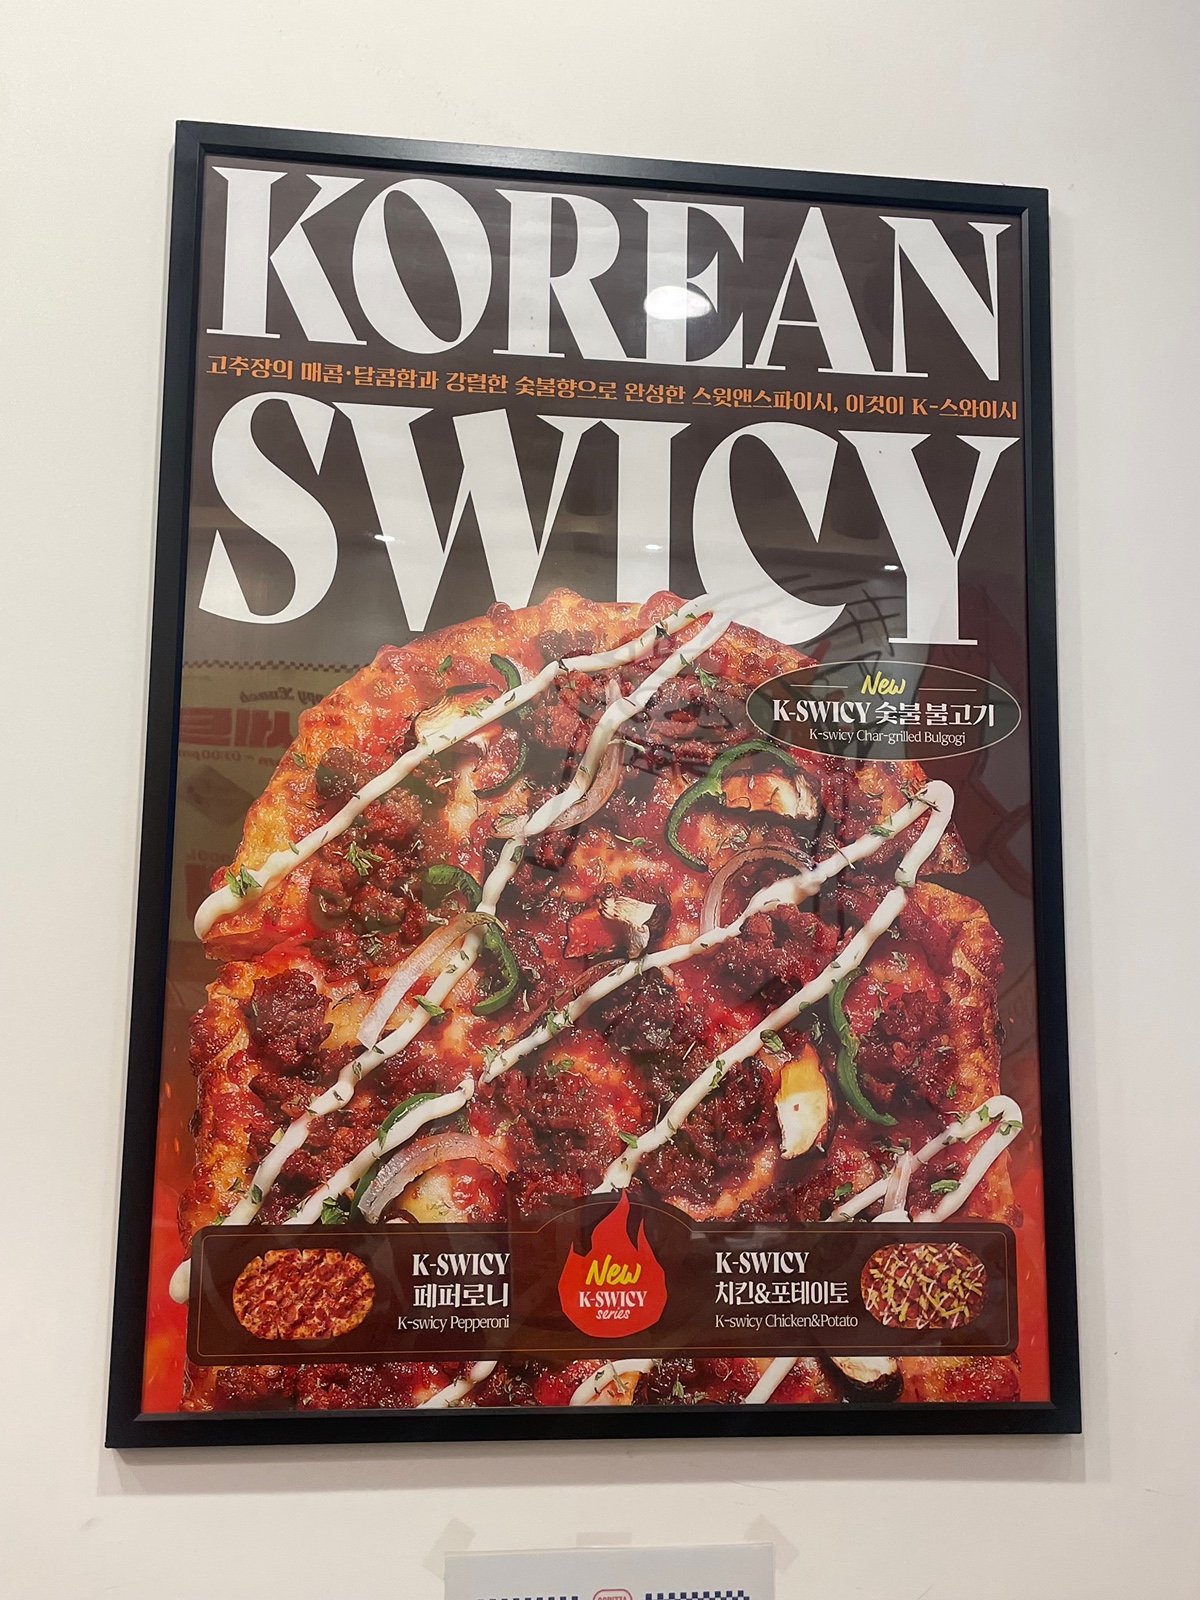 KOREAN
고추장의 매콤·달콤함과 강렬한 숯불향으로 완성한 스윗앤스파이시, 이것이 K-스와이시
SWICY
New
K-SWICY 숯불 불고기
K-swicy Char-grilled Bulgogi
K-SWICY
페퍼로니
K-swicy Pepperoni
New
K-SWICY
series
K-SWICY
치킨&포테이토
K-swicy Chicken&Potato